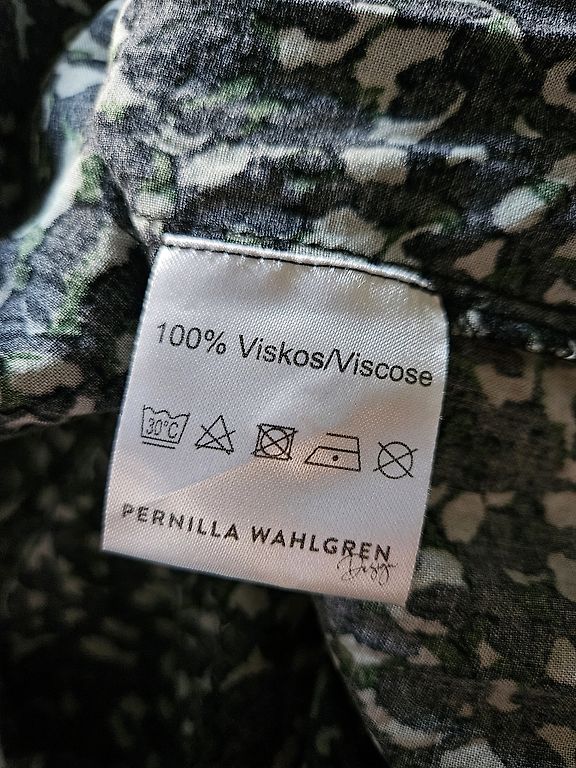 100% Viskos/Viscose
30°C
PERNILLA WAHLGREN
Design